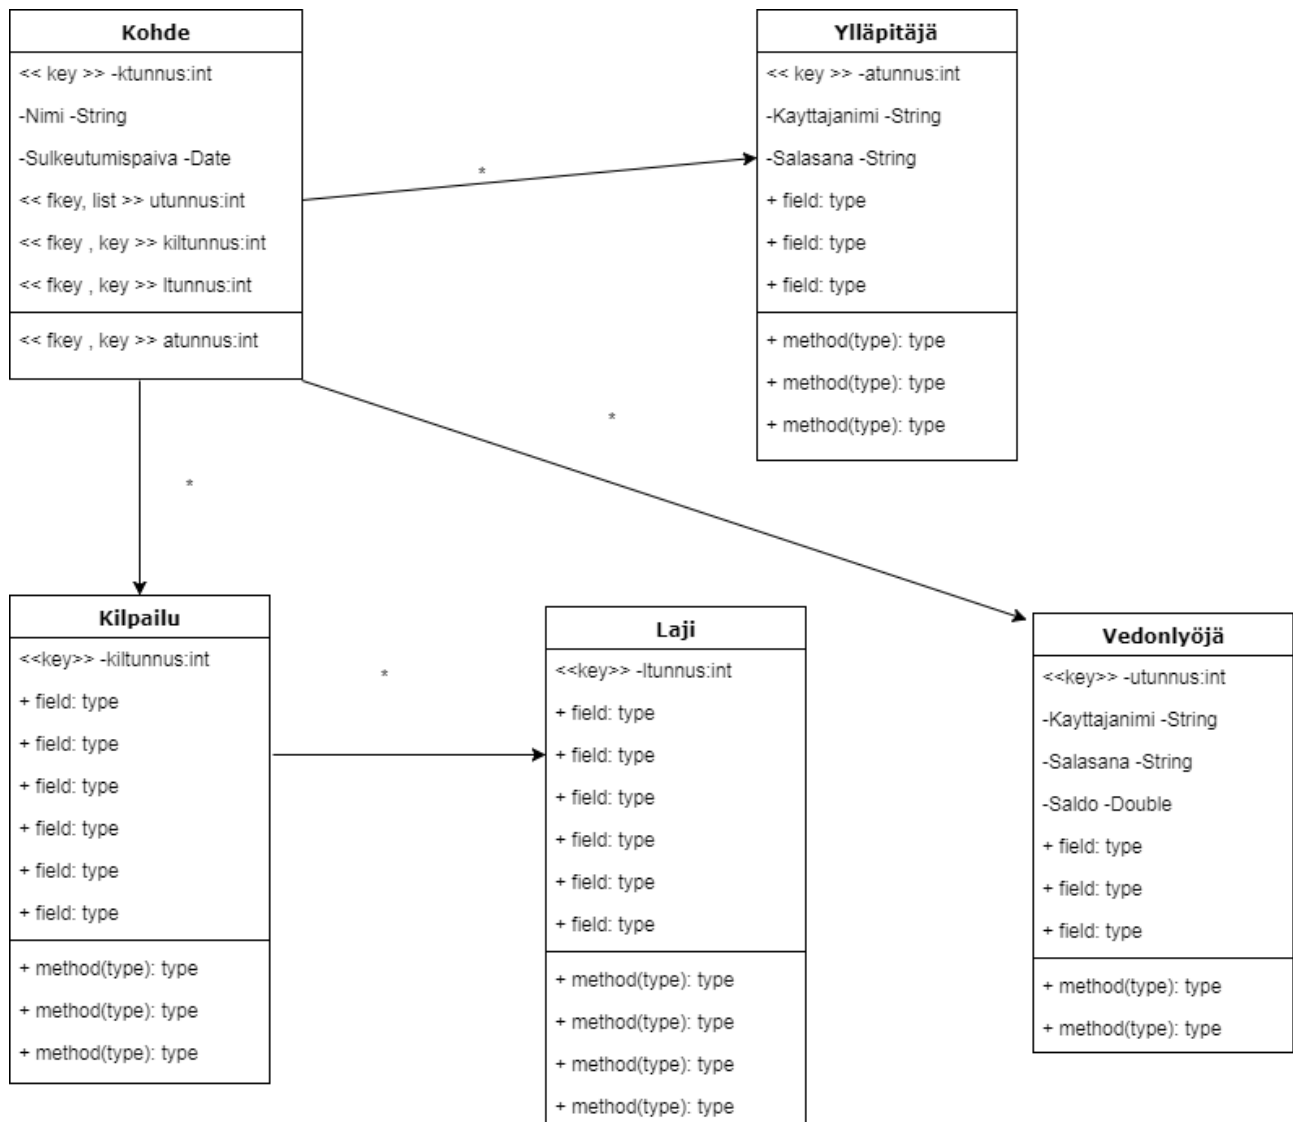 Kohde
<< key >> -ktunnus:int
-Nimi -String
-Sulkeutumispaiva -Date
<< fkey, list >> utunnus:int
<< fkey , key >> kiltunnus:int
<< fkey , key >> ltunnus:int
<< fkey , key >> atunnus:int
*
Ylläpitäjä
<< key >> -atunnus:int
-Kayttajanimi -String
-Salasana -String
+ field: type
+ field: type
+ field: type
+ method(type): type
+ method(type): type
+ method(type): type
*
*
Kilpailu
<<key>> -kiltunnus:int
+ field: type
+ field: type
+ field: type
+ field: type
+ field: type
+ field: type
+ method(type): type
+ method(type): type
+ method(type): type
*
Laji
<<key>> -ltunnus:int
+ field: type
+ field: type
+ field: type
+ field: type
+ field: type
+ field: type
+ method(type): type
+ method(type): type
+ method(type): type
+ method(type): type
Vedonlyöjä
<<key>> -utunnus:int
-Kayttajanimi -String
-Salasana -String
-Saldo -Double
+ field: type
+ field: type
+ field: type
+ method(type): type
+ method(type): type